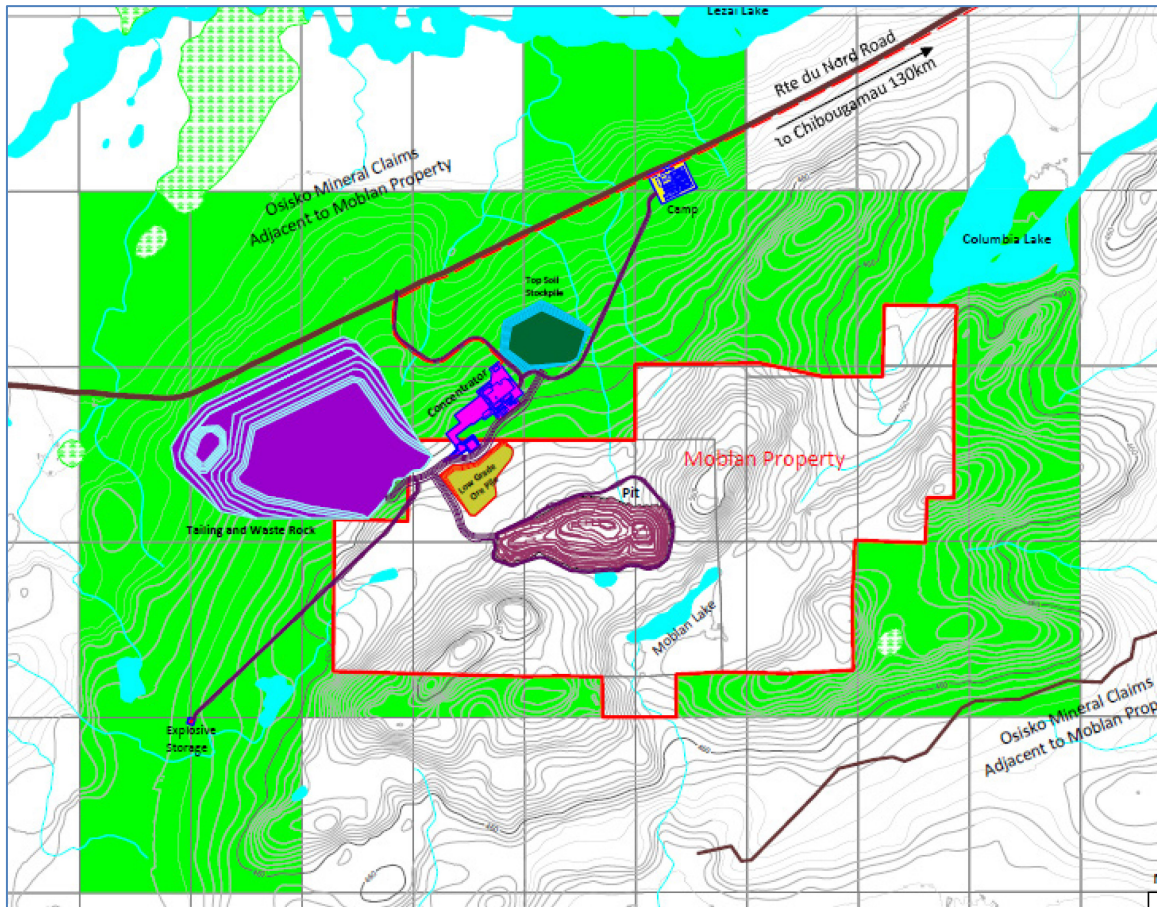 Lezai Lake
Rte du Nord Road
to Chibougamau 130km
Osisko Mineral Claims
Adjacent to Moblan Property
Camp
Columbia Lake
Top Soil
Stockpile
Concentrator
Moblan Property
Low Grade
Ore Pile
Pit
Tailing and Waste Rock
Moblan Lake
Explosive
Storage
Osisko Mineral Claims
Adjacent to Moblan Prop